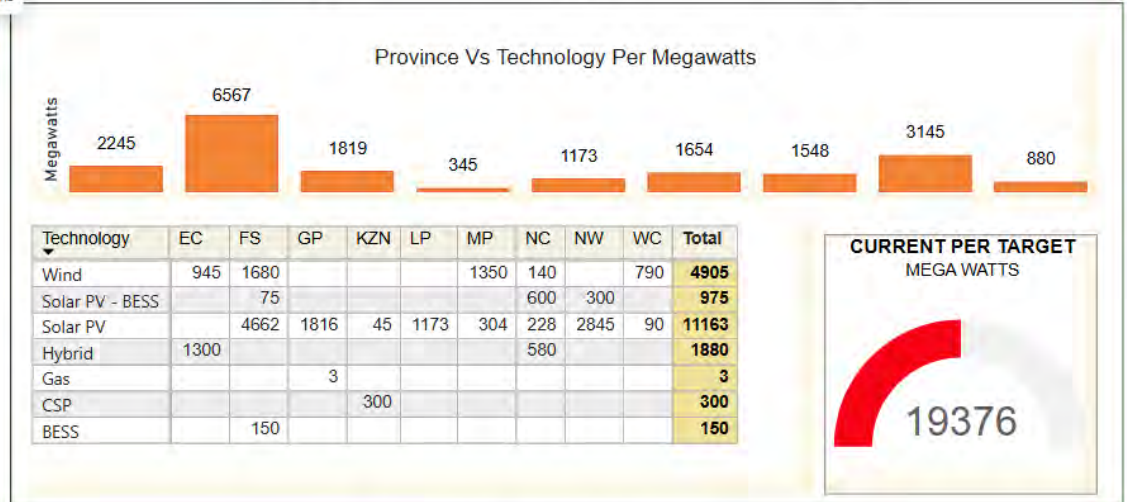 Province Vs Technology Per Megawatts
Megawatts
2245 6567 1819 345 1173 1654 1548 3145 880
Technology EC FS GP KZN LP MP NC NW WC Total
Wind 945 1680 1350 140 790 4905
Solar PV - BESS 75 600 300 975
Solar PV 4662 1816 45 1173 304 228 2845 90 11163
Hybrid 1300 580 1880
Gas 3 3
CSP 300 300
BESS 150 150
CURRENT PER TARGET
MEGA WATTS
19376